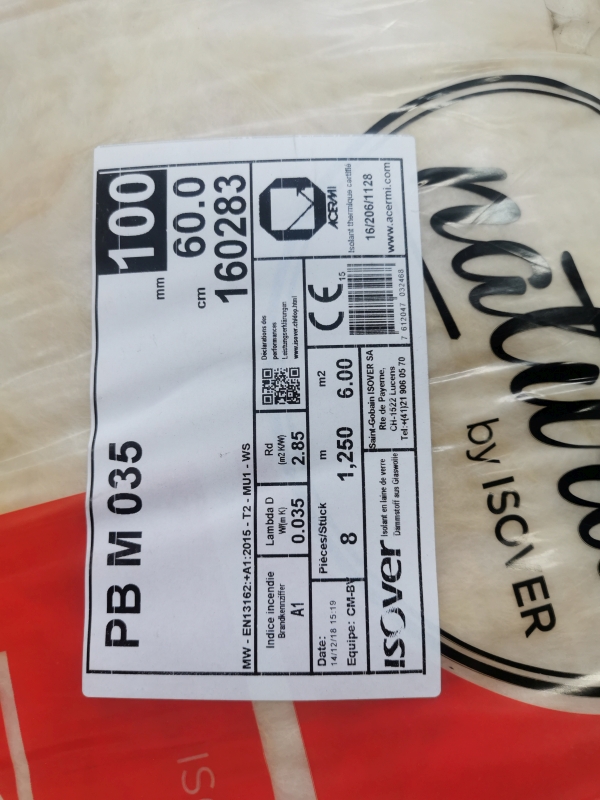 PB M 035
100
mm
60.0
cm
160283
MW - EN13162:+A1:2015 - T2 - MU1 - WS
Indice incendie
Brandkennziffer
A1
Lambda D
W/(m K)
0.035
Rd
(m2 K/W)
2.85
Déclarations des
performances
Leistungserklärungen
www.isover.ch/dop.html
ACERMI
Isolant thermique certifié
16/206/1128
www.acermi.com
Date:
14/12/18 15:19
Equipe: CM-BV
Pièces/Stück
8
m
1,250
m2
6.00
CE
15
7 612047 032468
isover
Isolant en laine de verre
Dammstoff aus Glaswolle
Saint-Gobain ISOVER SA
Rte de Payerne,
CH-1522 Lucens
Tel.+(41)21 906 05 70
by ISOVER